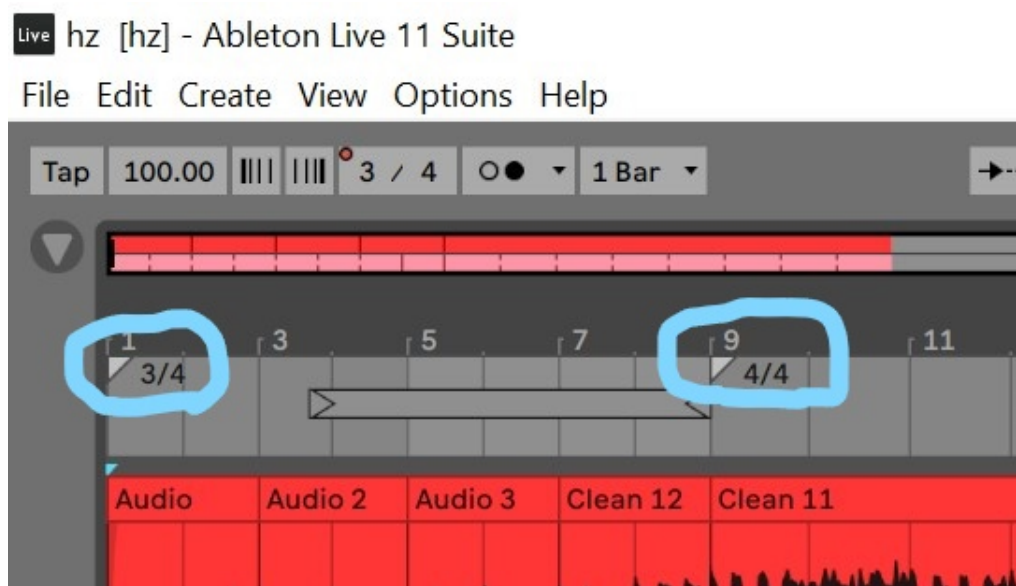 Live hz [hz] - Ableton Live 11 Suite
File Edit Create View Options Help
Tap 100.00 3 / 4 1 Bar
1 3 5 7 9 11
3/4 4/4
Audio Audio 2 Audio 3 Clean 12 Clean 11